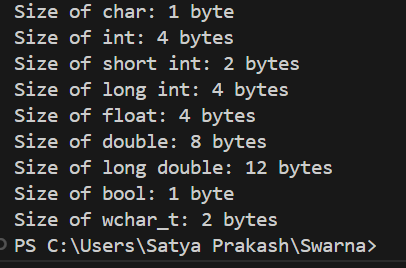 Size of char: 1 byte
Size of int: 4 bytes
Size of short int: 2 bytes
Size of long int: 4 bytes
Size of float: 4 bytes
Size of double: 8 bytes
Size of long double: 12 bytes
Size of bool: 1 byte
Size of wchar_t: 2 bytes
PS C:\Users\Satya Prakash\Swarna>